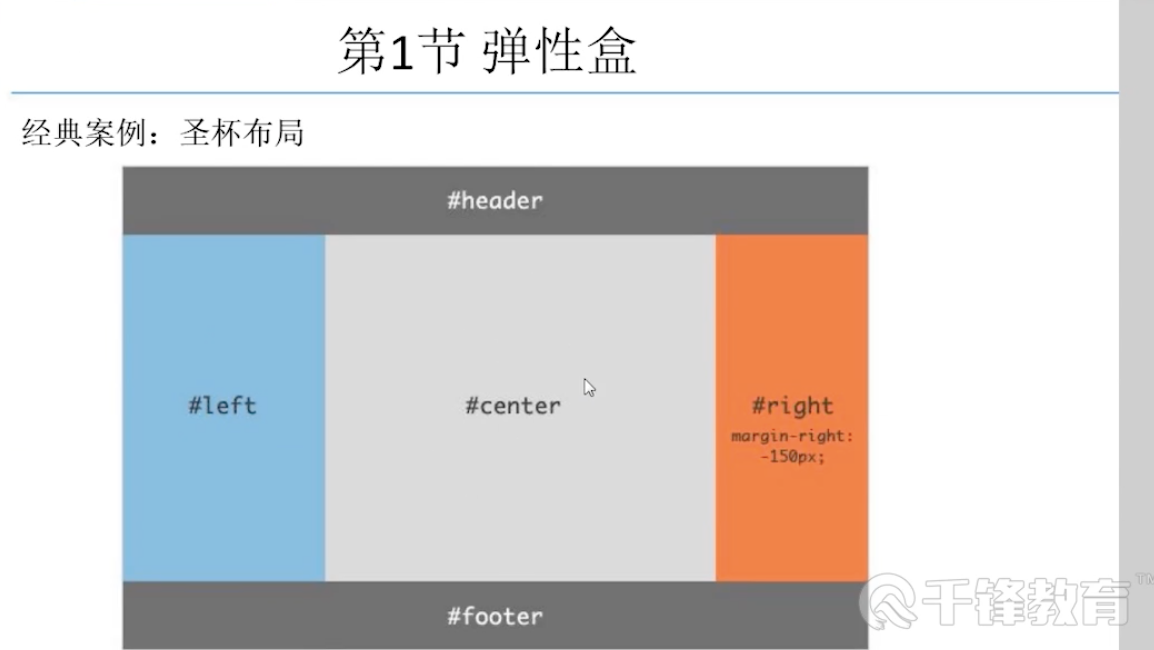 第1节 弹性盒
经典案例：圣杯布局
#header
#left
#center
#right
margin-right:
-150px;
#footer
千锋教育
TM